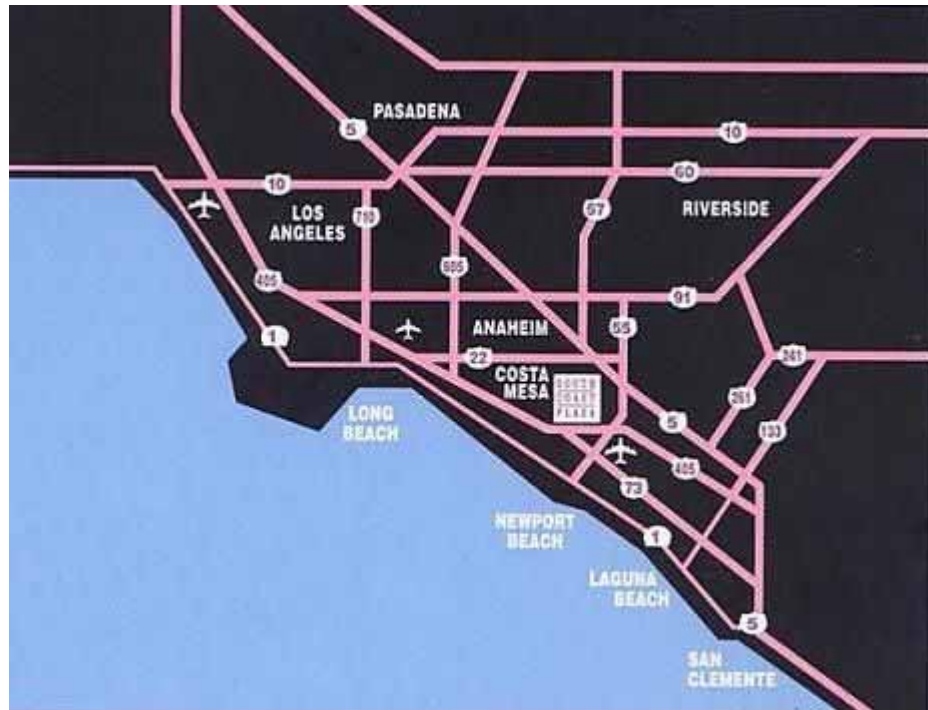 PASADENA
5
10
60
10
LOS
ANGELES
710
57
RIVERSIDE
605
405
91
55
1
ANAHEIM
22
241
COSTA
MESA
SOUTH
COAST
PLAZA
261
LONG
BEACH
5
133
405
73
NEWPORT
BEACH
1
LAGUNA
BEACH
5
SAN
CLEMENTE